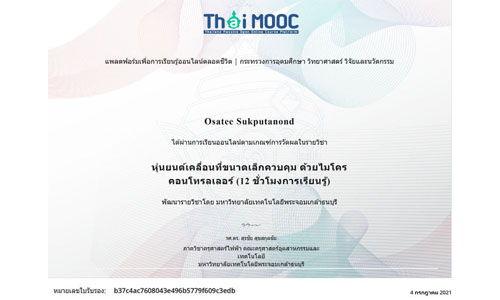 Thai MOOC
Thailand Massive Open Online Course Platform
แพลตฟอร์มเพื่อการเรียนรู้ออนไลน์ตลอดชีวิต | กระทรวงการอุดมศึกษา วิทยาศาสตร์ วิจัยและนวัตกรรม
Osatee Sukputanond
ได้ผ่านการเรียนออนไลน์ตามเกณฑ์การวัดผลในรายวิชา
หุ่นยนต์เคลื่อนที่ขนาดเล็กควบคุม ด้วยไมโคร
คอนโทรลเลอร์ (12 ชั่วโมงการเรียนรู้)
พัฒนารายวิชาโดย มหาวิทยาลัยเทคโนโลยีพระจอมเกล้าธนบุรี
รศ.ดร.
ภาควิชาครุศาสตร์ไฟฟ้า คณะครุศาสตร์อุตสาหกรรมและ
เทคโนโลยี
มหาวิทยาลัยเทคโนโลยีพระจอมเกล้าธนบุรี
หมายเลขใบรับรอง: b37c4ac7608043e496b5779f609c3edb
4 กรกฎาคม 2021